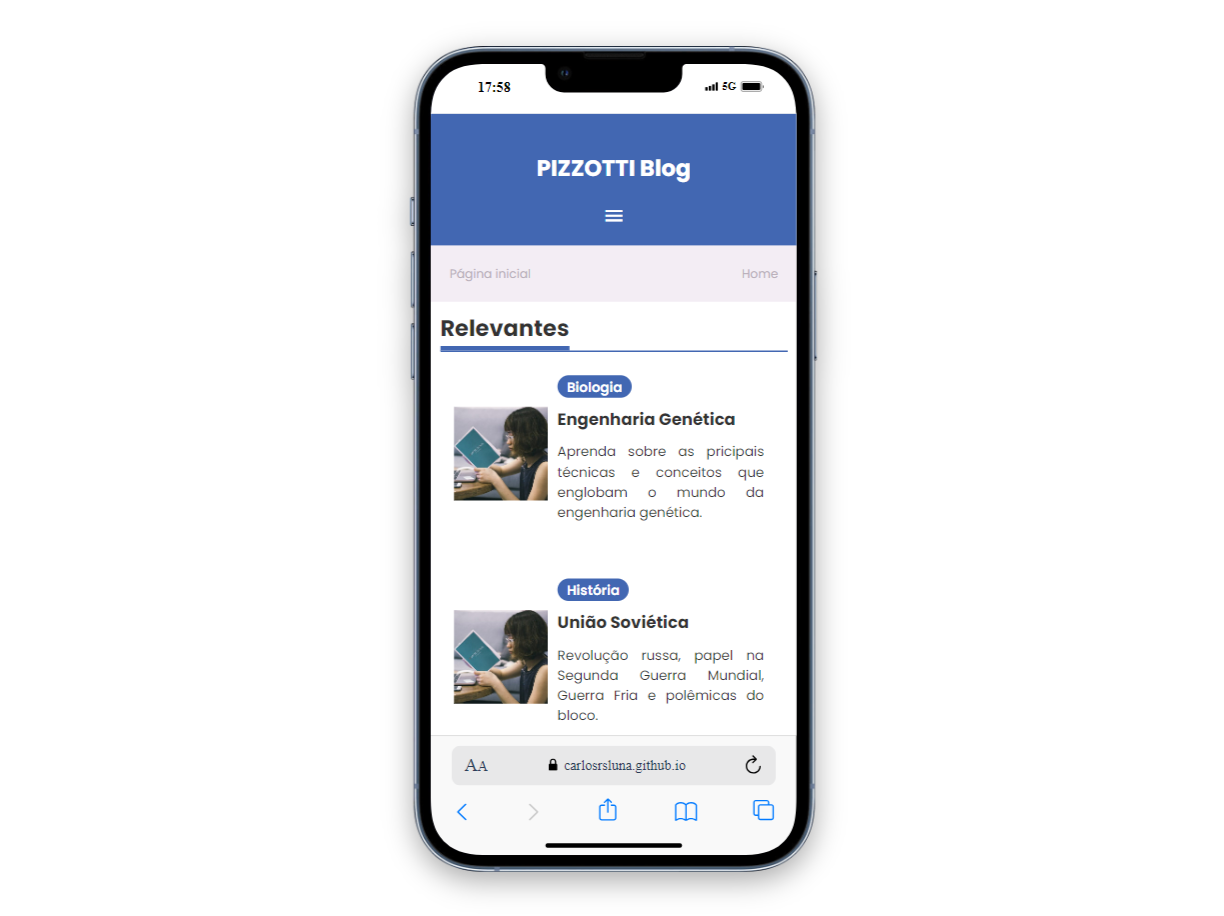 17:58
5G
PIZZOTTI Blog
Página inicial
Home
Relevantes
Biologia
Engenharia Genética
Aprenda sobre as pricipais
técnicas e conceitos que
englobam o mundo da
engenharia genética.
História
União Soviética
Revolução russa, papel na
Segunda Guerra Mundial,
Guerra Fria e polêmicas do
bloco.
AA
carlosrsluna.github.io